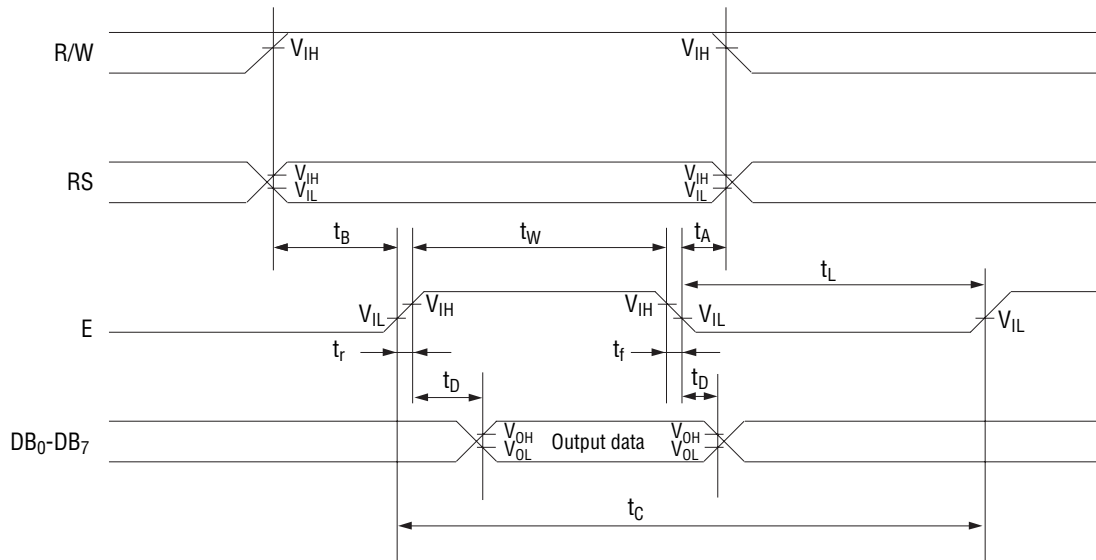 R/W
V_IH V_IH
RS
V_IH V_IH
V_IL V_IL
t_B t_W t_A
t_L
E
V_IL V_IH V_IH V_IL V_IL
t_r t_f
t_D t_D
DB_0-DB_7
V_OH Output data V_OH
V_OL V_OL
t_C